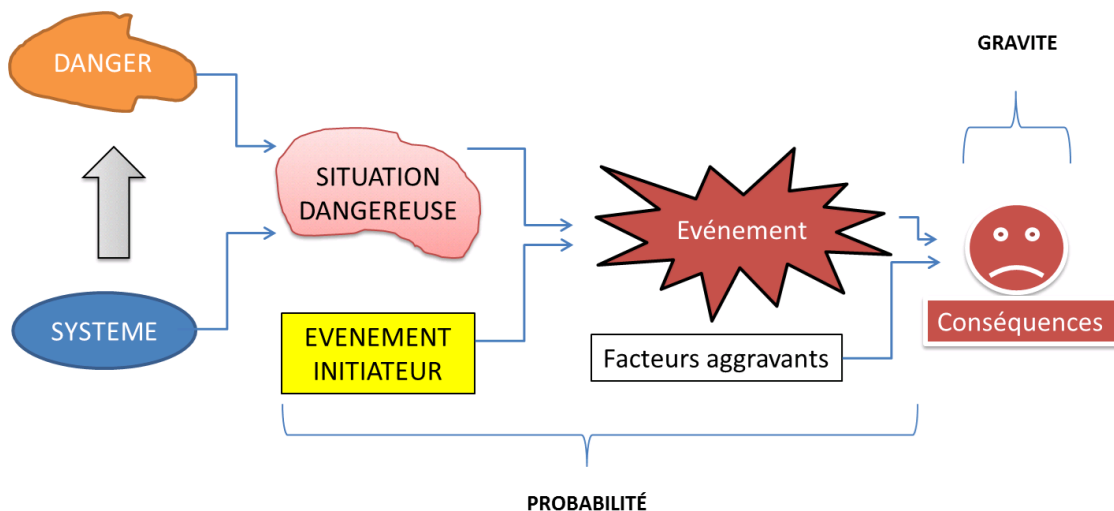 GRAVITE
DANGER
SITUATION
DANGEREUSE
Evénement
SYSTEME
EVENEMENT
INITIATEUR
Facteurs aggravants
Conséquences
PROBABILITÉ